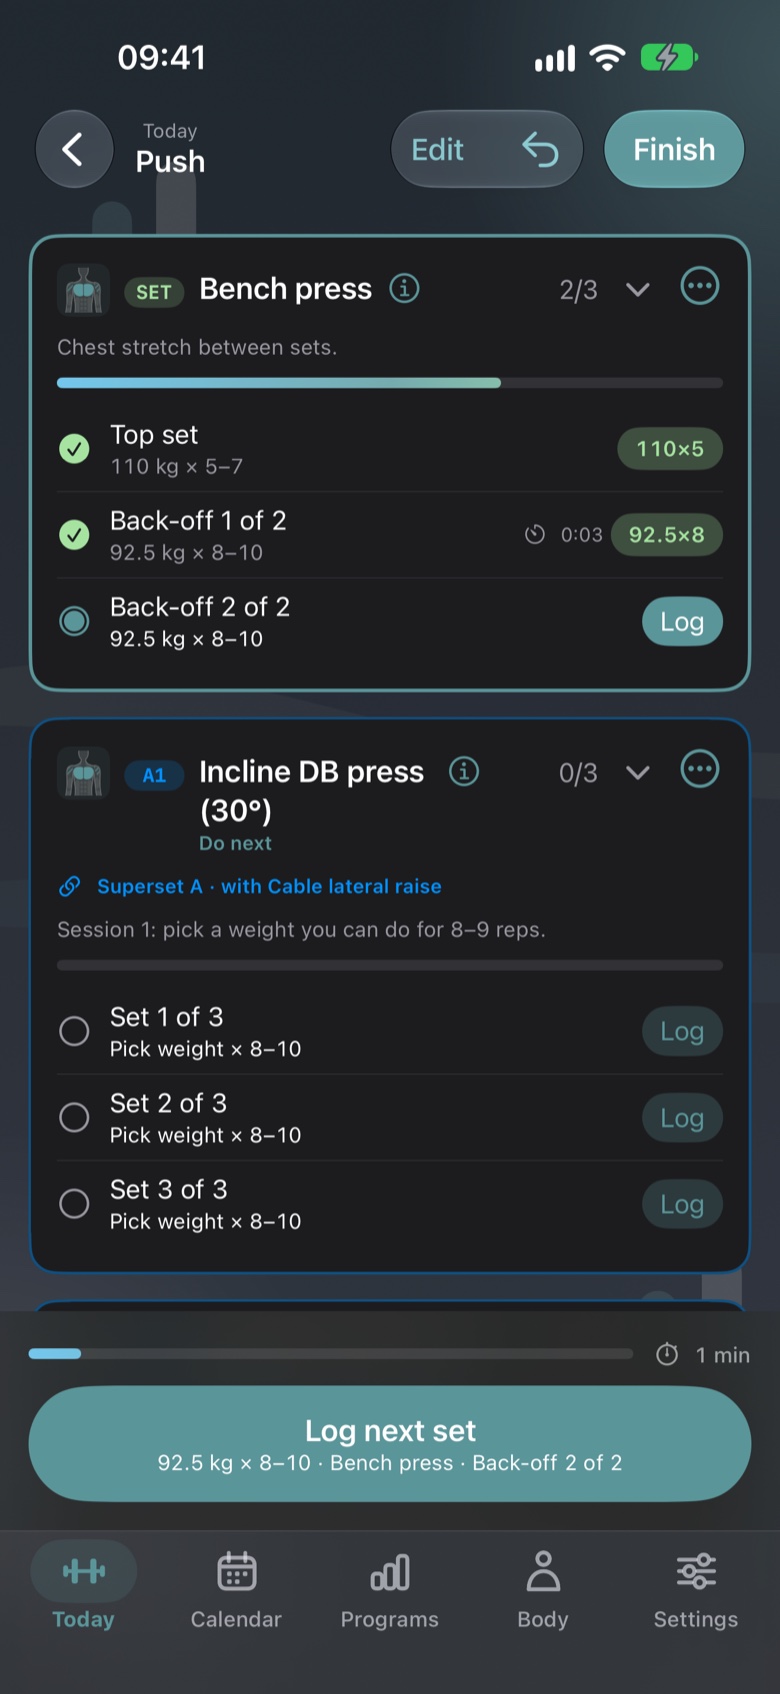 09:41
Today
Push
Edit
Finish
SET Bench press 2/3
Chest stretch between sets.
Top set
110 kg × 5–7
110×5
Back-off 1 of 2
92.5 kg × 8–10
0:03 92.5×8
Back-off 2 of 2
92.5 kg × 8–10
Log
A1 Incline DB press 0/3
(30°)
Do next
Superset A · with Cable lateral raise
Session 1: pick a weight you can do for 8–9 reps.
Set 1 of 3
Pick weight × 8–10
Log
Set 2 of 3
Pick weight × 8–10
Log
Set 3 of 3
Pick weight × 8–10
Log
1 min
Log next set
92.5 kg × 8–10 · Bench press · Back-off 2 of 2
Today Calendar Programs Body Settings